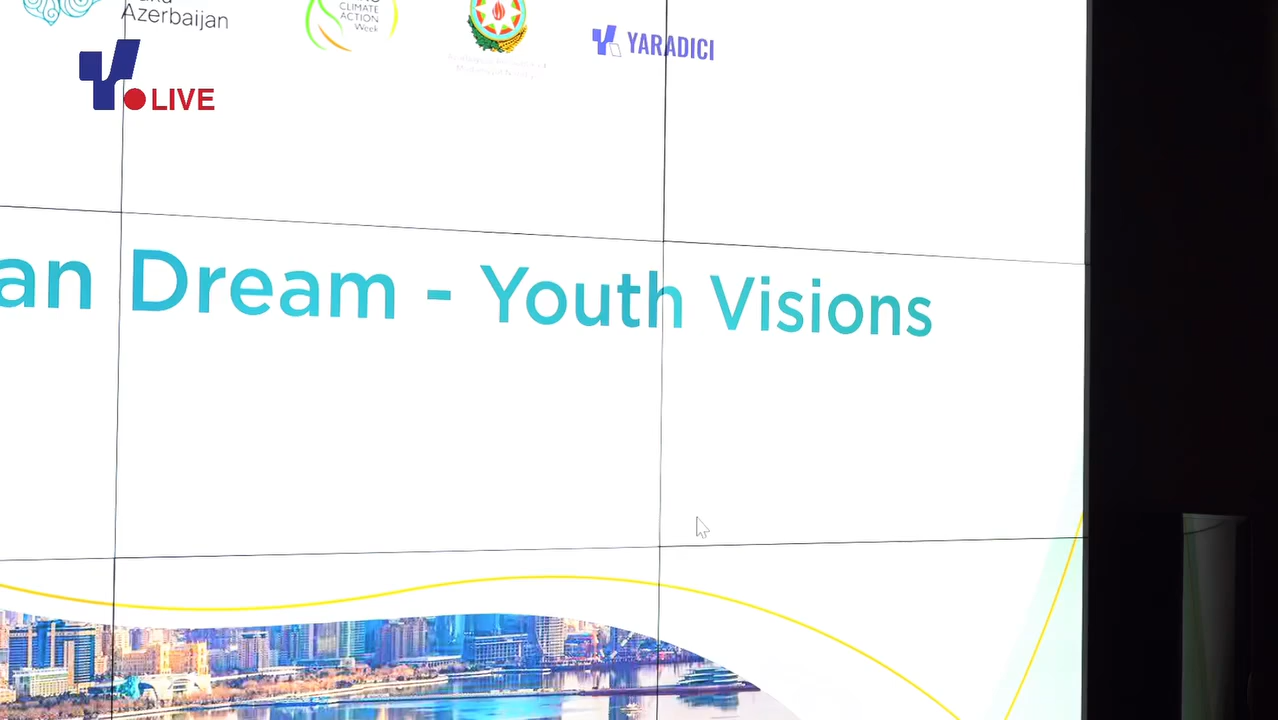 Azerbaijan
CLIMATE
ACTION
Week
YARADICI
LIVE
an Dream - Youth Visions